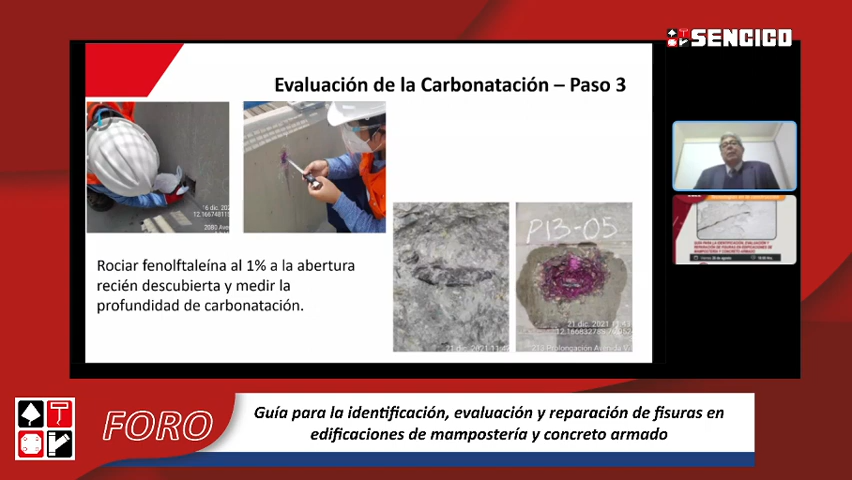 SENCICO
Evaluación de la Carbonatación – Paso 3
P13-05
Rociar fenolftaleína al 1% a la abertura
recién descubierta y medir la
profundidad de carbonatación.
FORO
Guía para la identificación, evaluación y reparación de fisuras en
edificaciones de mampostería y concreto armado